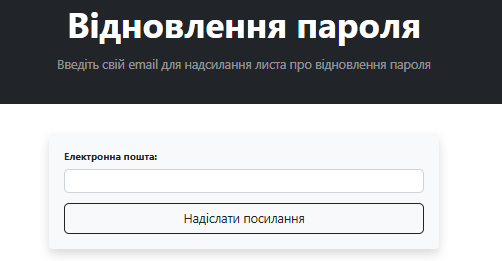 Відновлення пароля
Введіть свій email для надсилання листа про відновлення пароля
Електронна пошта:
Надіслати посилання